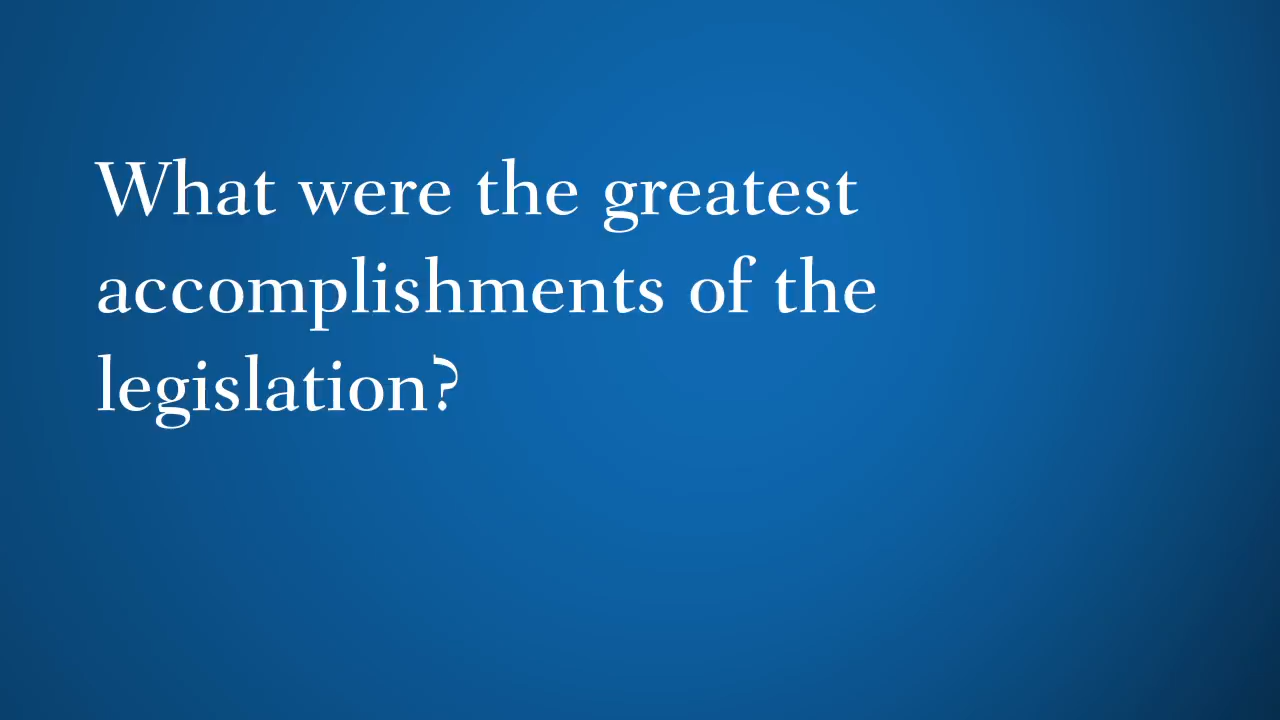 What were the greatest
accomplishments of the
legislation?